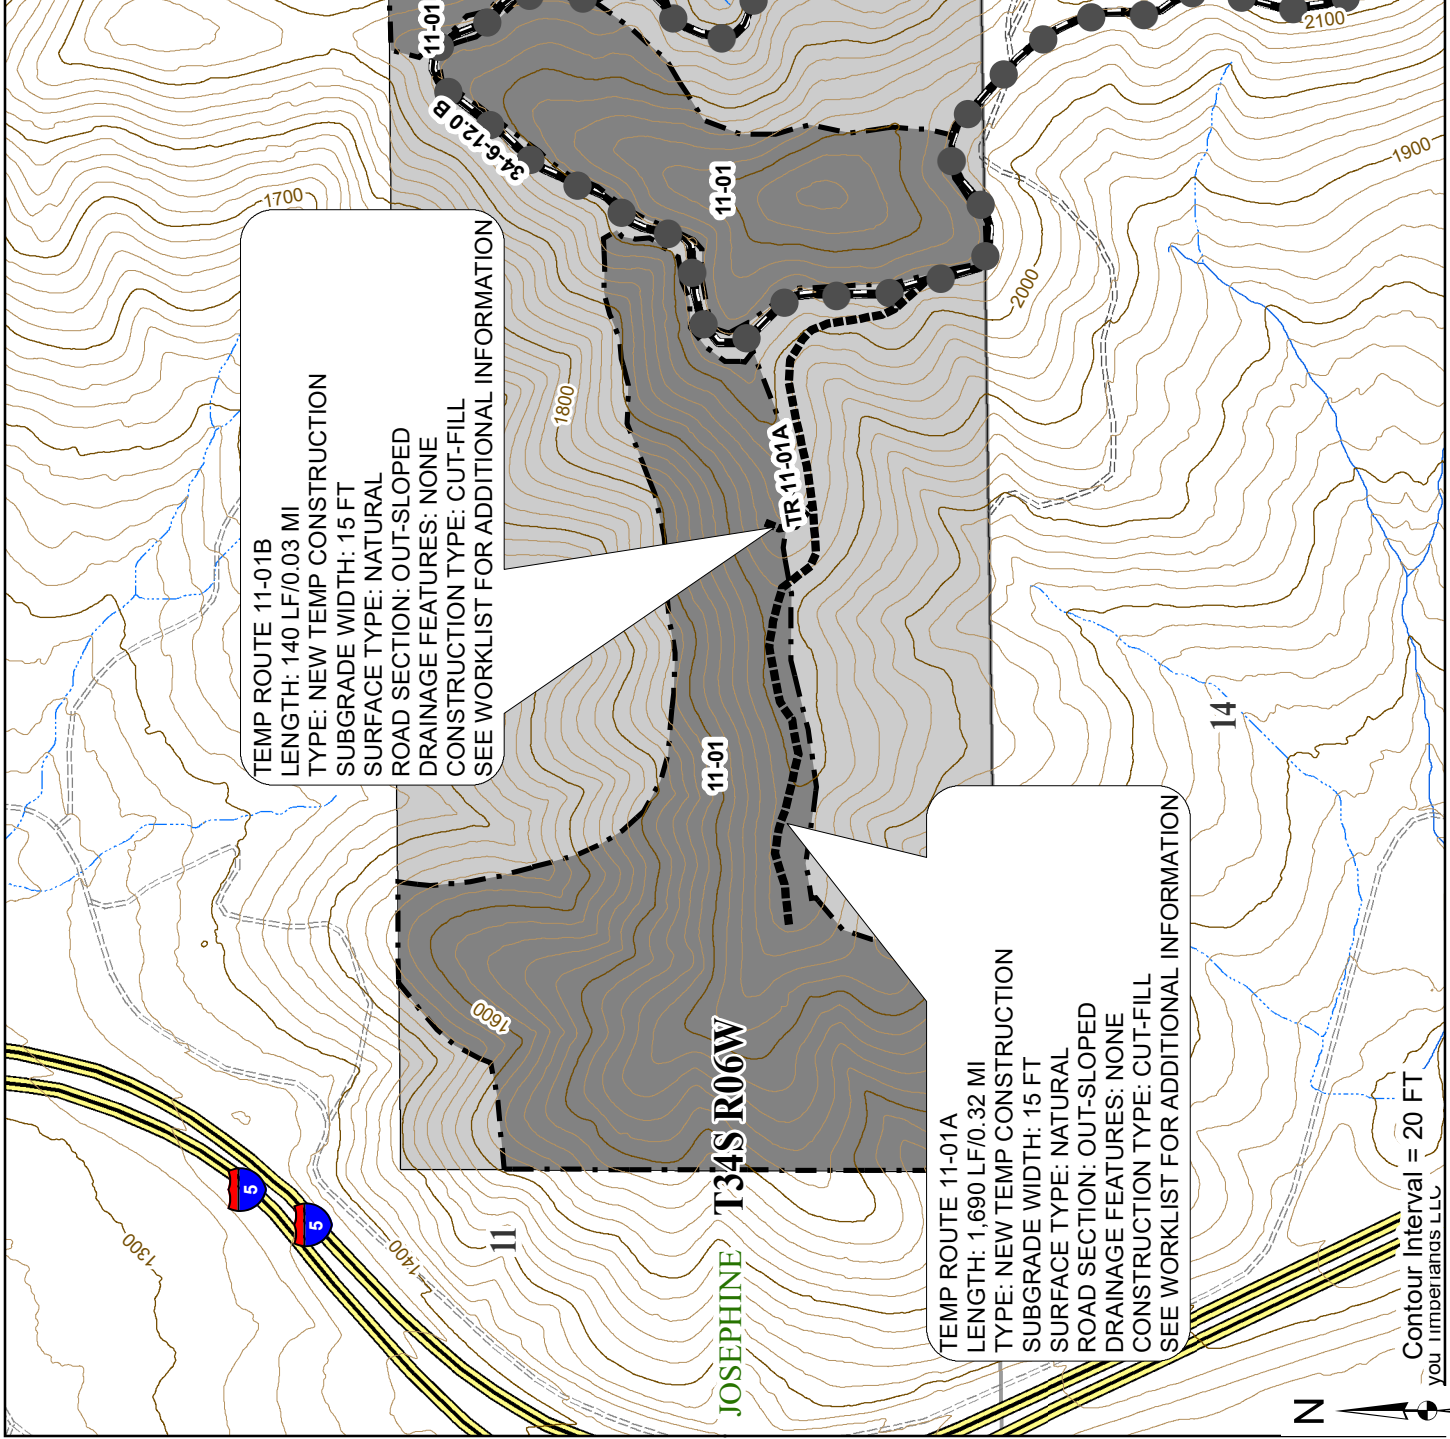 TEMP ROUTE 11-01B
LENGTH: 140 LF/0.03 MI
TYPE: NEW TEMP CONSTRUCTION
SUBGRADE WIDTH: 15 FT
SURFACE TYPE: NATURAL
ROAD SECTION: OUT-SLOPED
DRAINAGE FEATURES: NONE
CONSTRUCTION TYPE: CUT-FILL
SEE WORKLIST FOR ADDITIONAL INFORMATION
TEMP ROUTE 11-01A
LENGTH: 1,690 LF/0.32 MI
TYPE: NEW TEMP CONSTRUCTION
SUBGRADE WIDTH: 15 FT
SURFACE TYPE: NATURAL
ROAD SECTION: OUT-SLOPED
DRAINAGE FEATURES: NONE
CONSTRUCTION TYPE: CUT-FILL
SEE WORKLIST FOR ADDITIONAL INFORMATION
11-01
34-6-12.0 B
11-01
TR 11-01A
11-01
T34S R06W
JOSEPHINE
11
14
5
5
1300
1400
1600
1700
1800
1900
2000
2100
Contour Interval = 20 FT
N